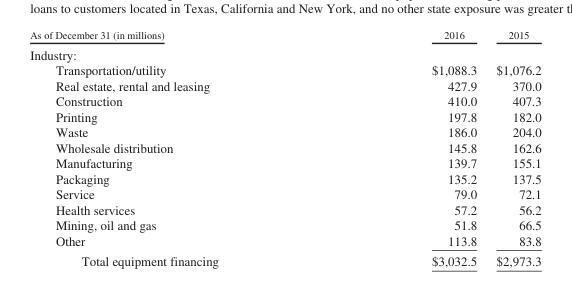 loans to customers located in Texas, California and New York, and no other state exposure was greater
As of December 31 (in millions) 2016 2015
Industry:
Transportation/utility $1,088.3 $1,076.2
Real estate, rental and leasing 427.9 370.0
Construction 410.0 407.3
Printing 197.8 182.0
Waste 186.0 204.0
Wholesale distribution 145.8 162.6
Manufacturing 139.7 155.1
Packaging 135.2 137.5
Service 79.0 72.1
Health services 57.2 56.2
Mining, oil and gas 51.8 66.5
Other 113.8 83.8
Total equipment financing $3,032.5 $2,973.3